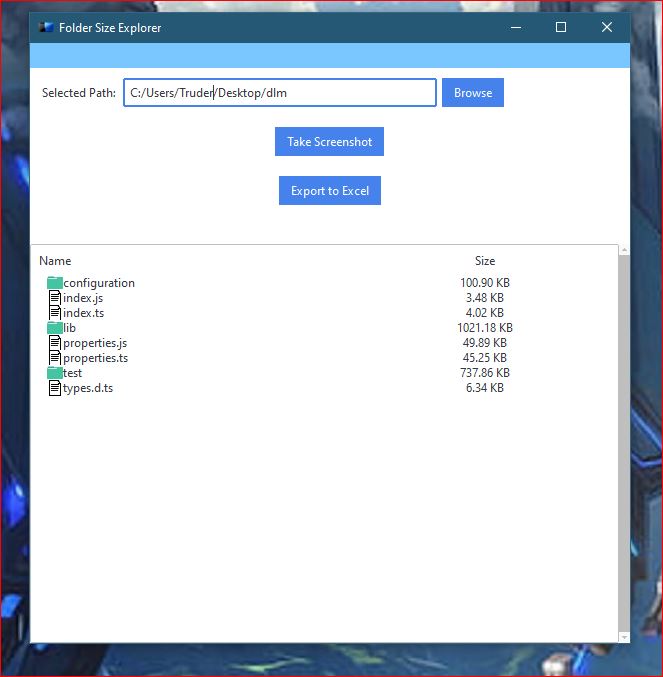 Folder Size Explorer
Selected Path: C:/Users/Truder/Desktop/dlm Browse
Take Screenshot
Export to Excel
Name Size
configuration 100.90 KB
index.js 3.48 KB
index.ts 4.02 KB
lib 1021.18 KB
properties.js 49.89 KB
properties.ts 45.25 KB
test 737.86 KB
types.d.ts 6.34 KB